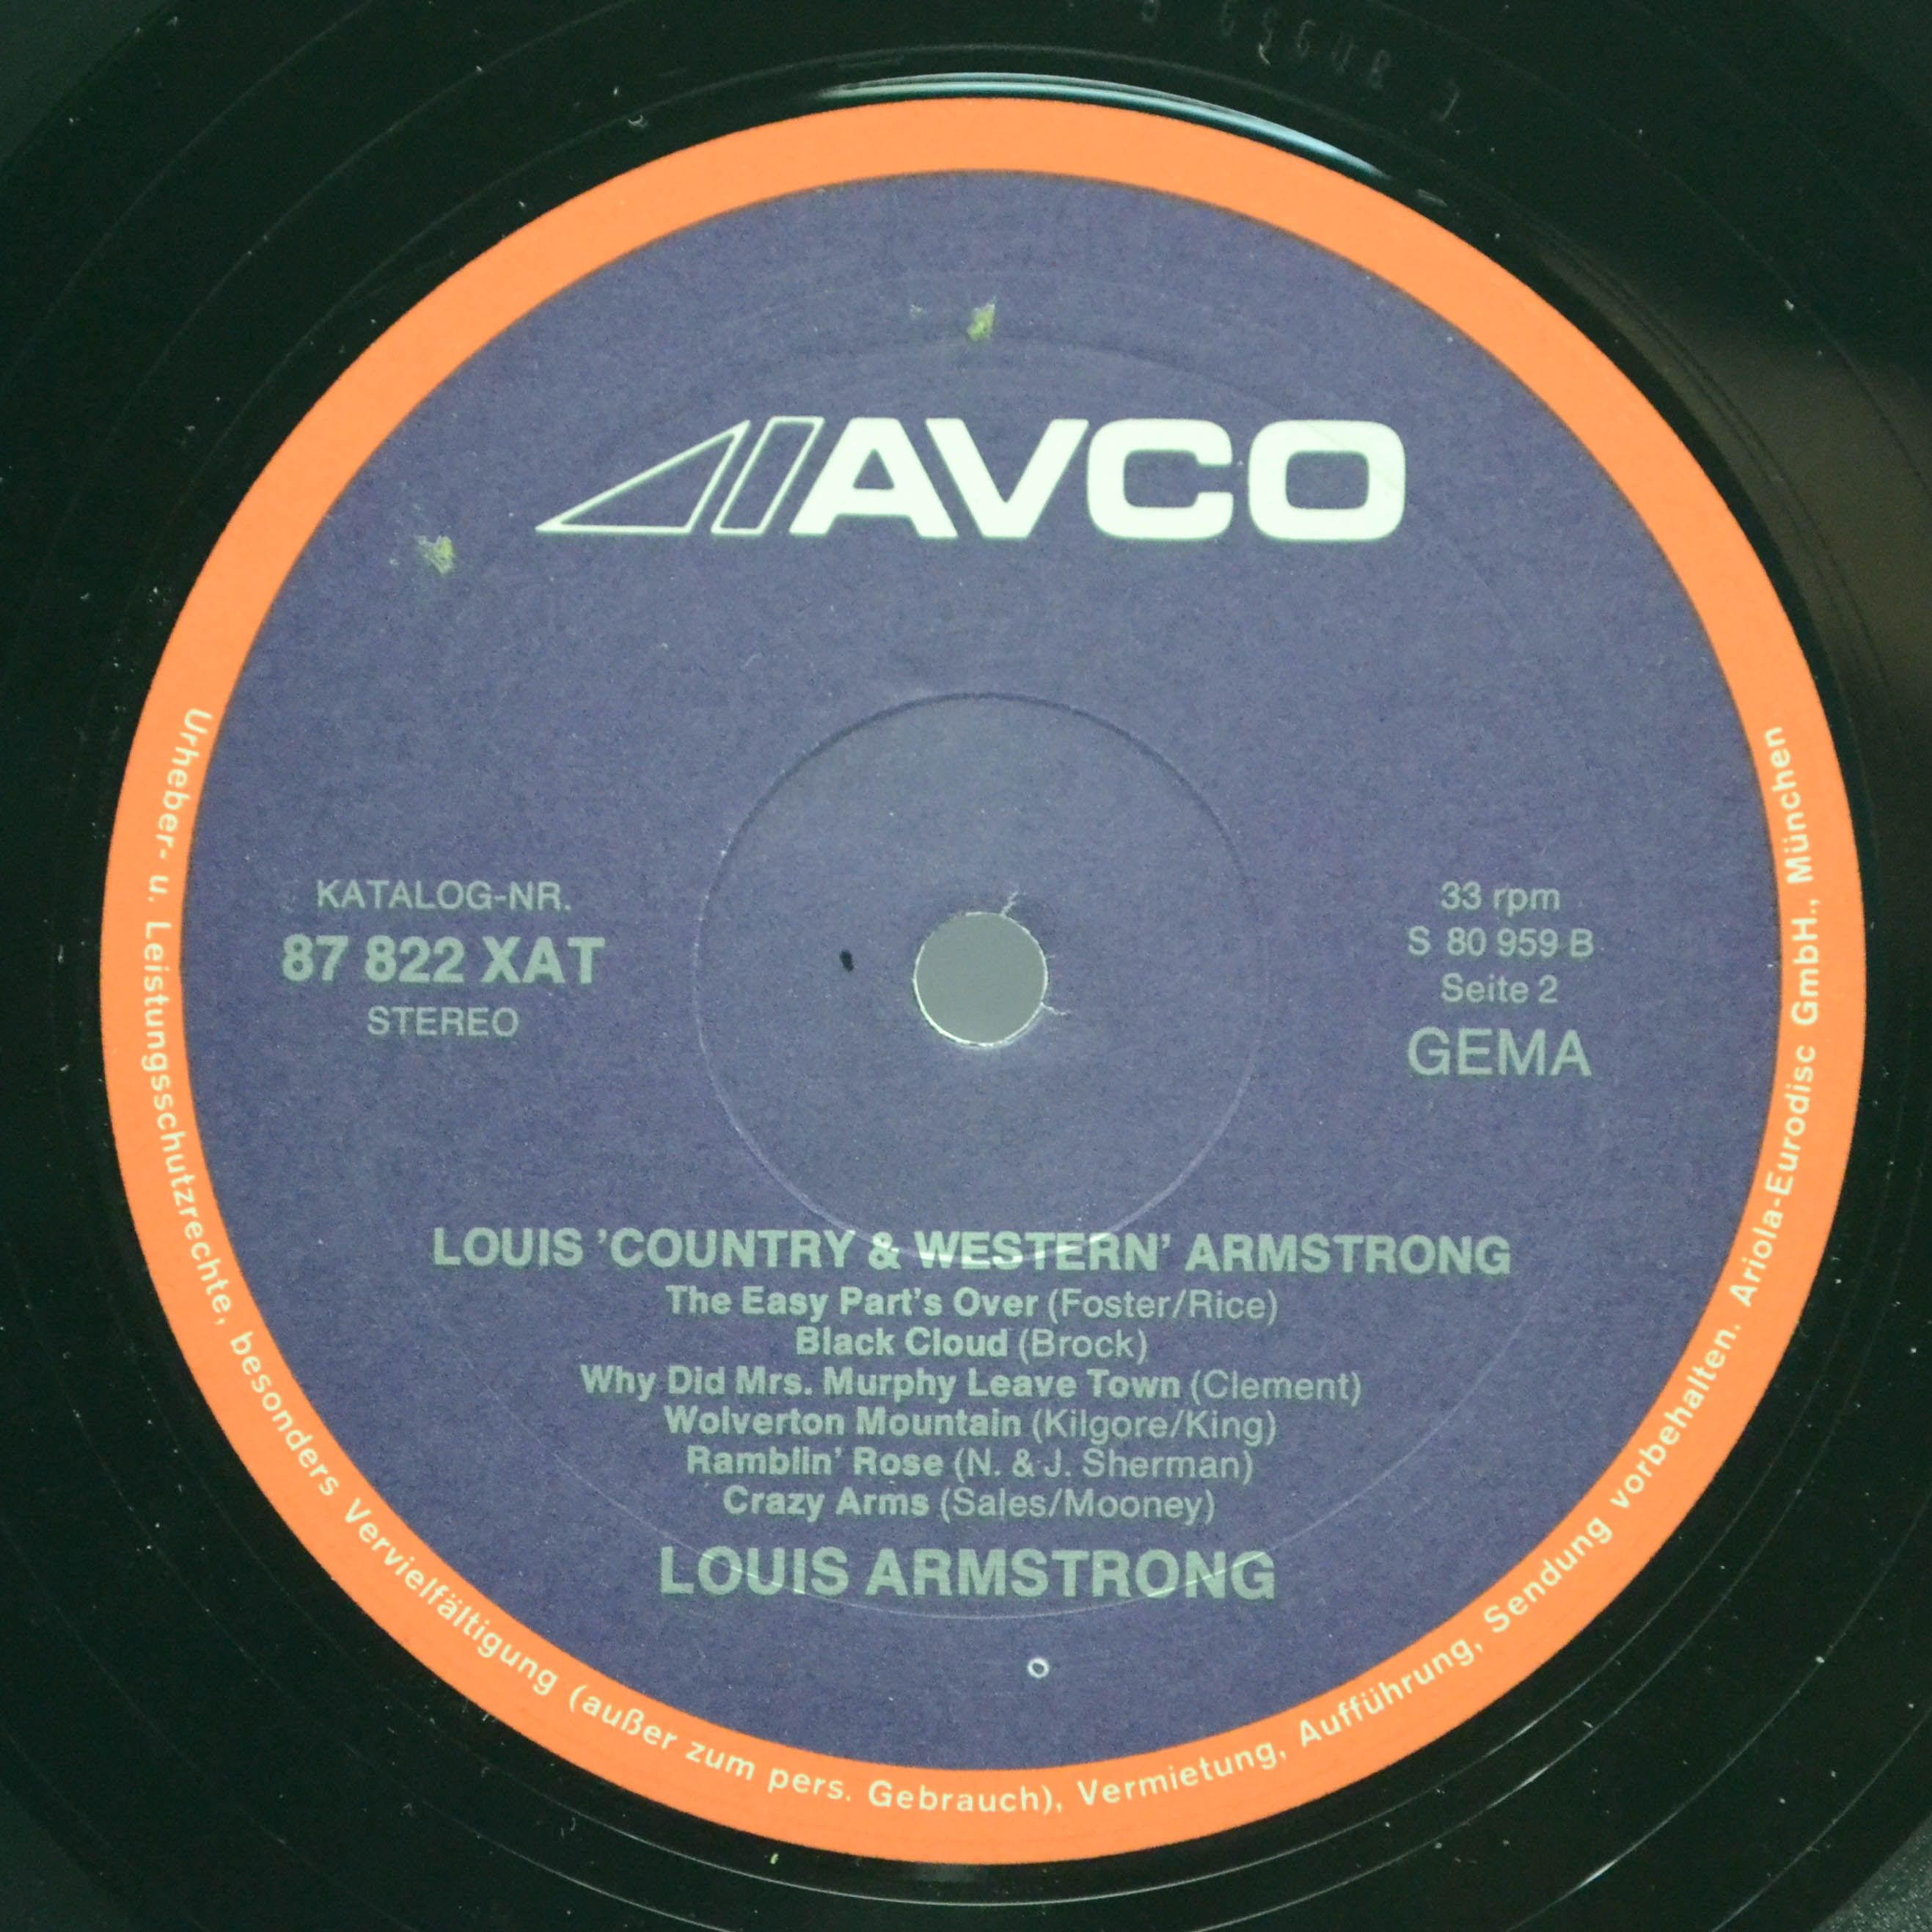 AVCO
KATALOG-NR.
87 822 XAT
STEREO
33 rpm
S 80 959 B
Seite 2
GEMA
LOUIS 'COUNTRY & WESTERN' ARMSTRONG
The Easy Part's Over (Foster/Rice)
Black Cloud (Brock)
Why Did Mrs. Murphy Leave Town (Clement)
Wolverton Mountain (Kilgore/King)
Ramblin' Rose (N. & J. Sherman)
Crazy Arms (Sales/Mooney)
LOUIS ARMSTRONG
Urheber- u. Leistungsschutzrechte, besonders Vervielfältigung (außer zum pers. Gebrauch), Vermietung, Aufführung, Sendung vorbehalten. Ariola-Eurodisc GmbH., München